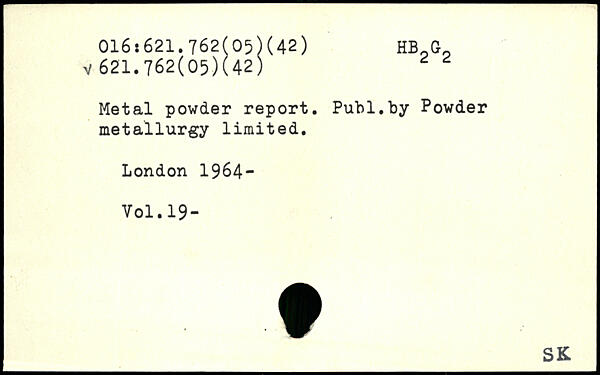 016:621.762(05)(42) HB₂G₂
√ 621.762(05)(42)
Metal powder report. Publ.by Powder
metallurgy limited.
London 1964-
Vol.19-
SK